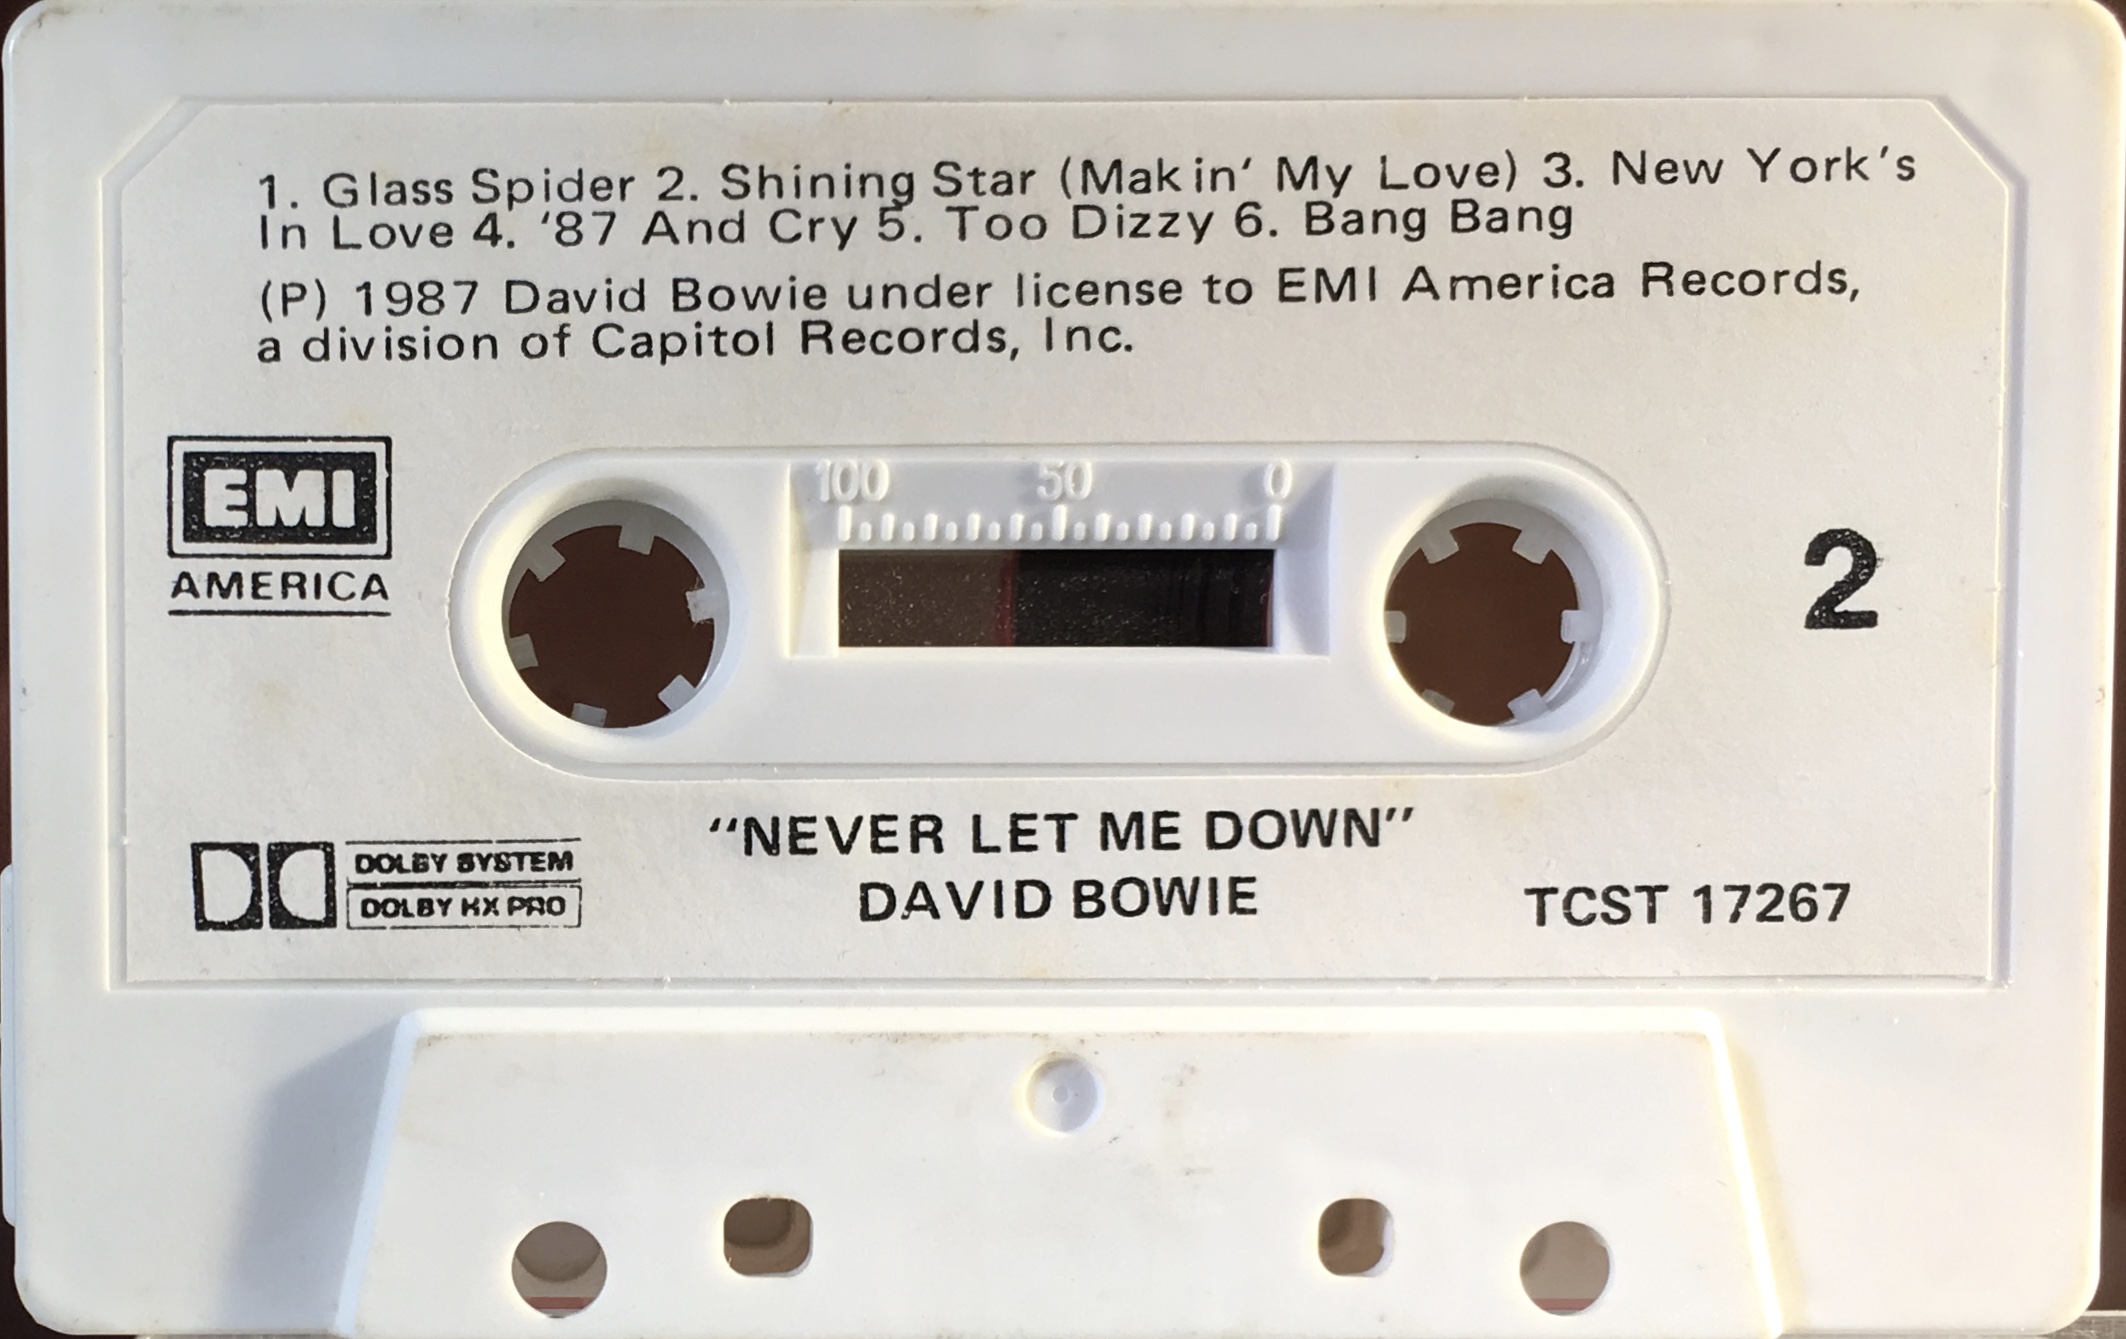 1. Glass Spider 2. Shining Star (Makin' My Love) 3. New York's
In Love 4. '87 And Cry 5. Too Dizzy 6. Bang Bang
(P) 1987 David Bowie under license to EMI America Records,
a division of Capitol Records, Inc.
EMI
AMERICA
100 50 0
2
DOLBY SYSTEM
DOLBY HX PRO
"NEVER LET ME DOWN"
DAVID BOWIE
TCST 17267